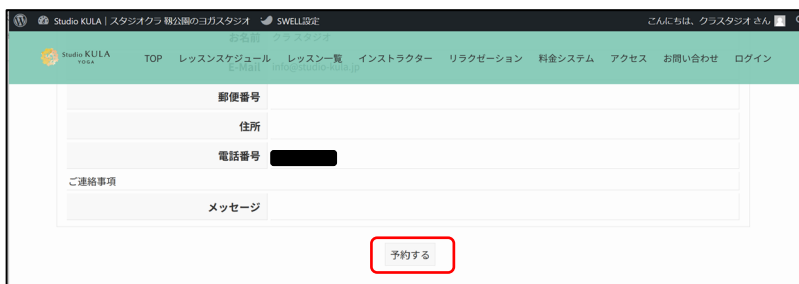 Studio KULA | スタジオクラ 靭公園のヨガスタジオ SWELL設定 こんにちは、クラスタジオ さん
お名前 クラスタジオ
Studio KULA
YOGA
TOP レッスンスケジュール レッスン一覧 インストラクター リラクゼーション 料金システム アクセス お問い合わせ ログイン
E-Mail info@studio-kula.jp
郵便番号
住所
電話番号
ご連絡事項
メッセージ
予約する